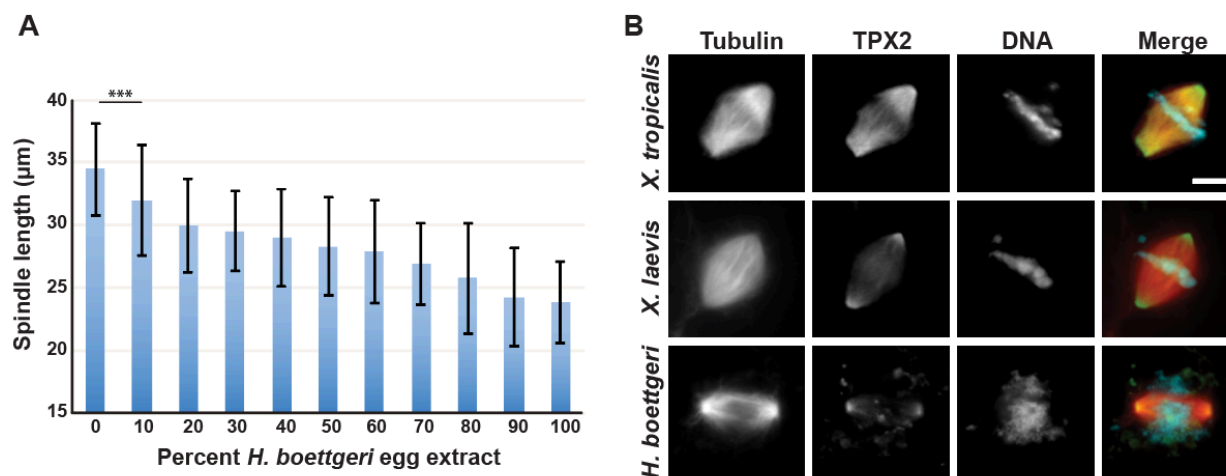 A
***
40
35
30
25
20
15
Spindle length (µm)
0 10 20 30 40 50 60 70 80 90 100
Percent H. boettgeri egg extract
B
Tubulin TPX2 DNA Merge
X. tropicalis
X. laevis
H. boettgeri